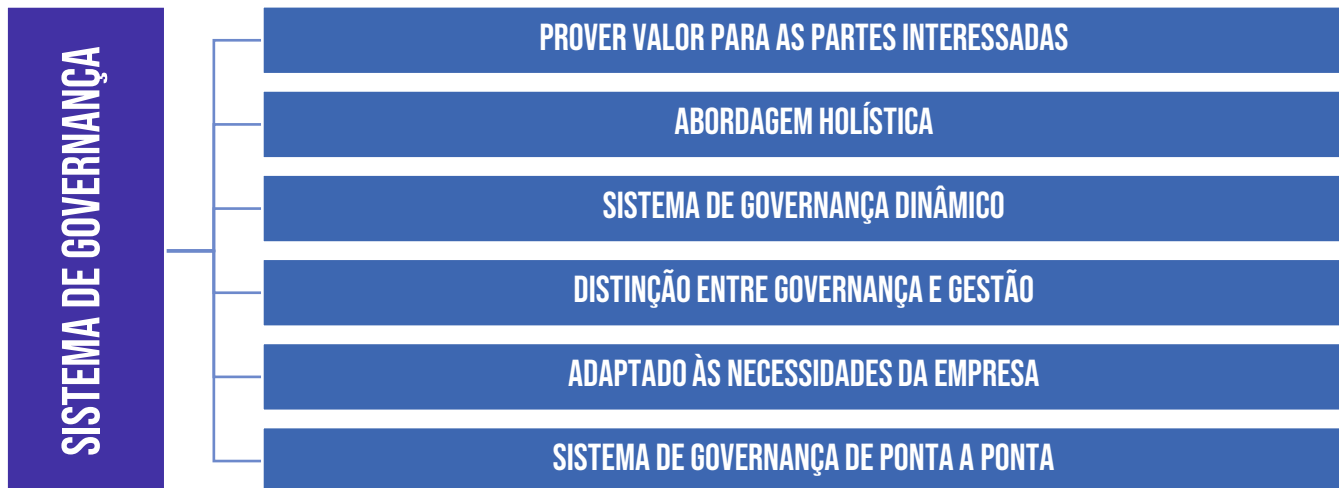 SISTEMA DE GOVERNANÇA
PROVER VALOR PARA AS PARTES INTERESSADAS
ABORDAGEM HOLÍSTICA
SISTEMA DE GOVERNANÇA DINÂMICO
DISTINÇÃO ENTRE GOVERNANÇA E GESTÃO
ADAPTADO ÀS NECESSIDADES DA EMPRESA
SISTEMA DE GOVERNANÇA DE PONTA A PONTA